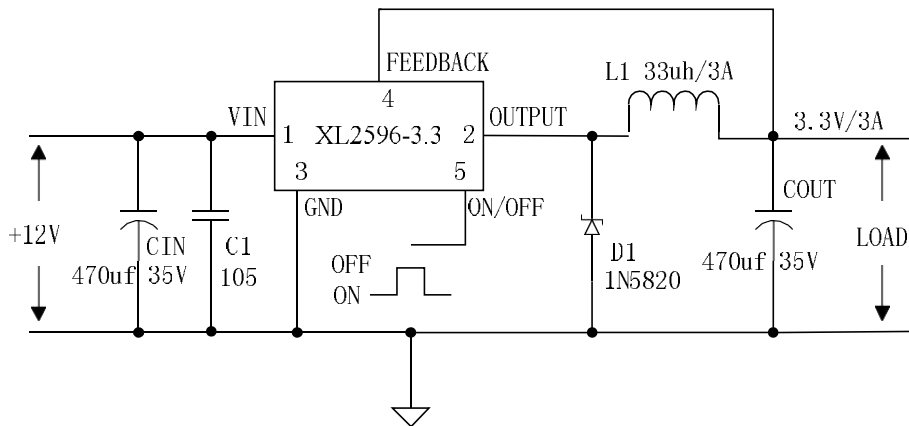 FEEDBACK
L1 33uh/3A
4
VIN
OUTPUT
3.3V/3A
1 XL2596-3.3 2
3
5
GND
ON/OFF
COUT
+12V
CIN
C1
470uf 35V
105
OFF
ON
D1
1N5820
470uf 35V
LOAD